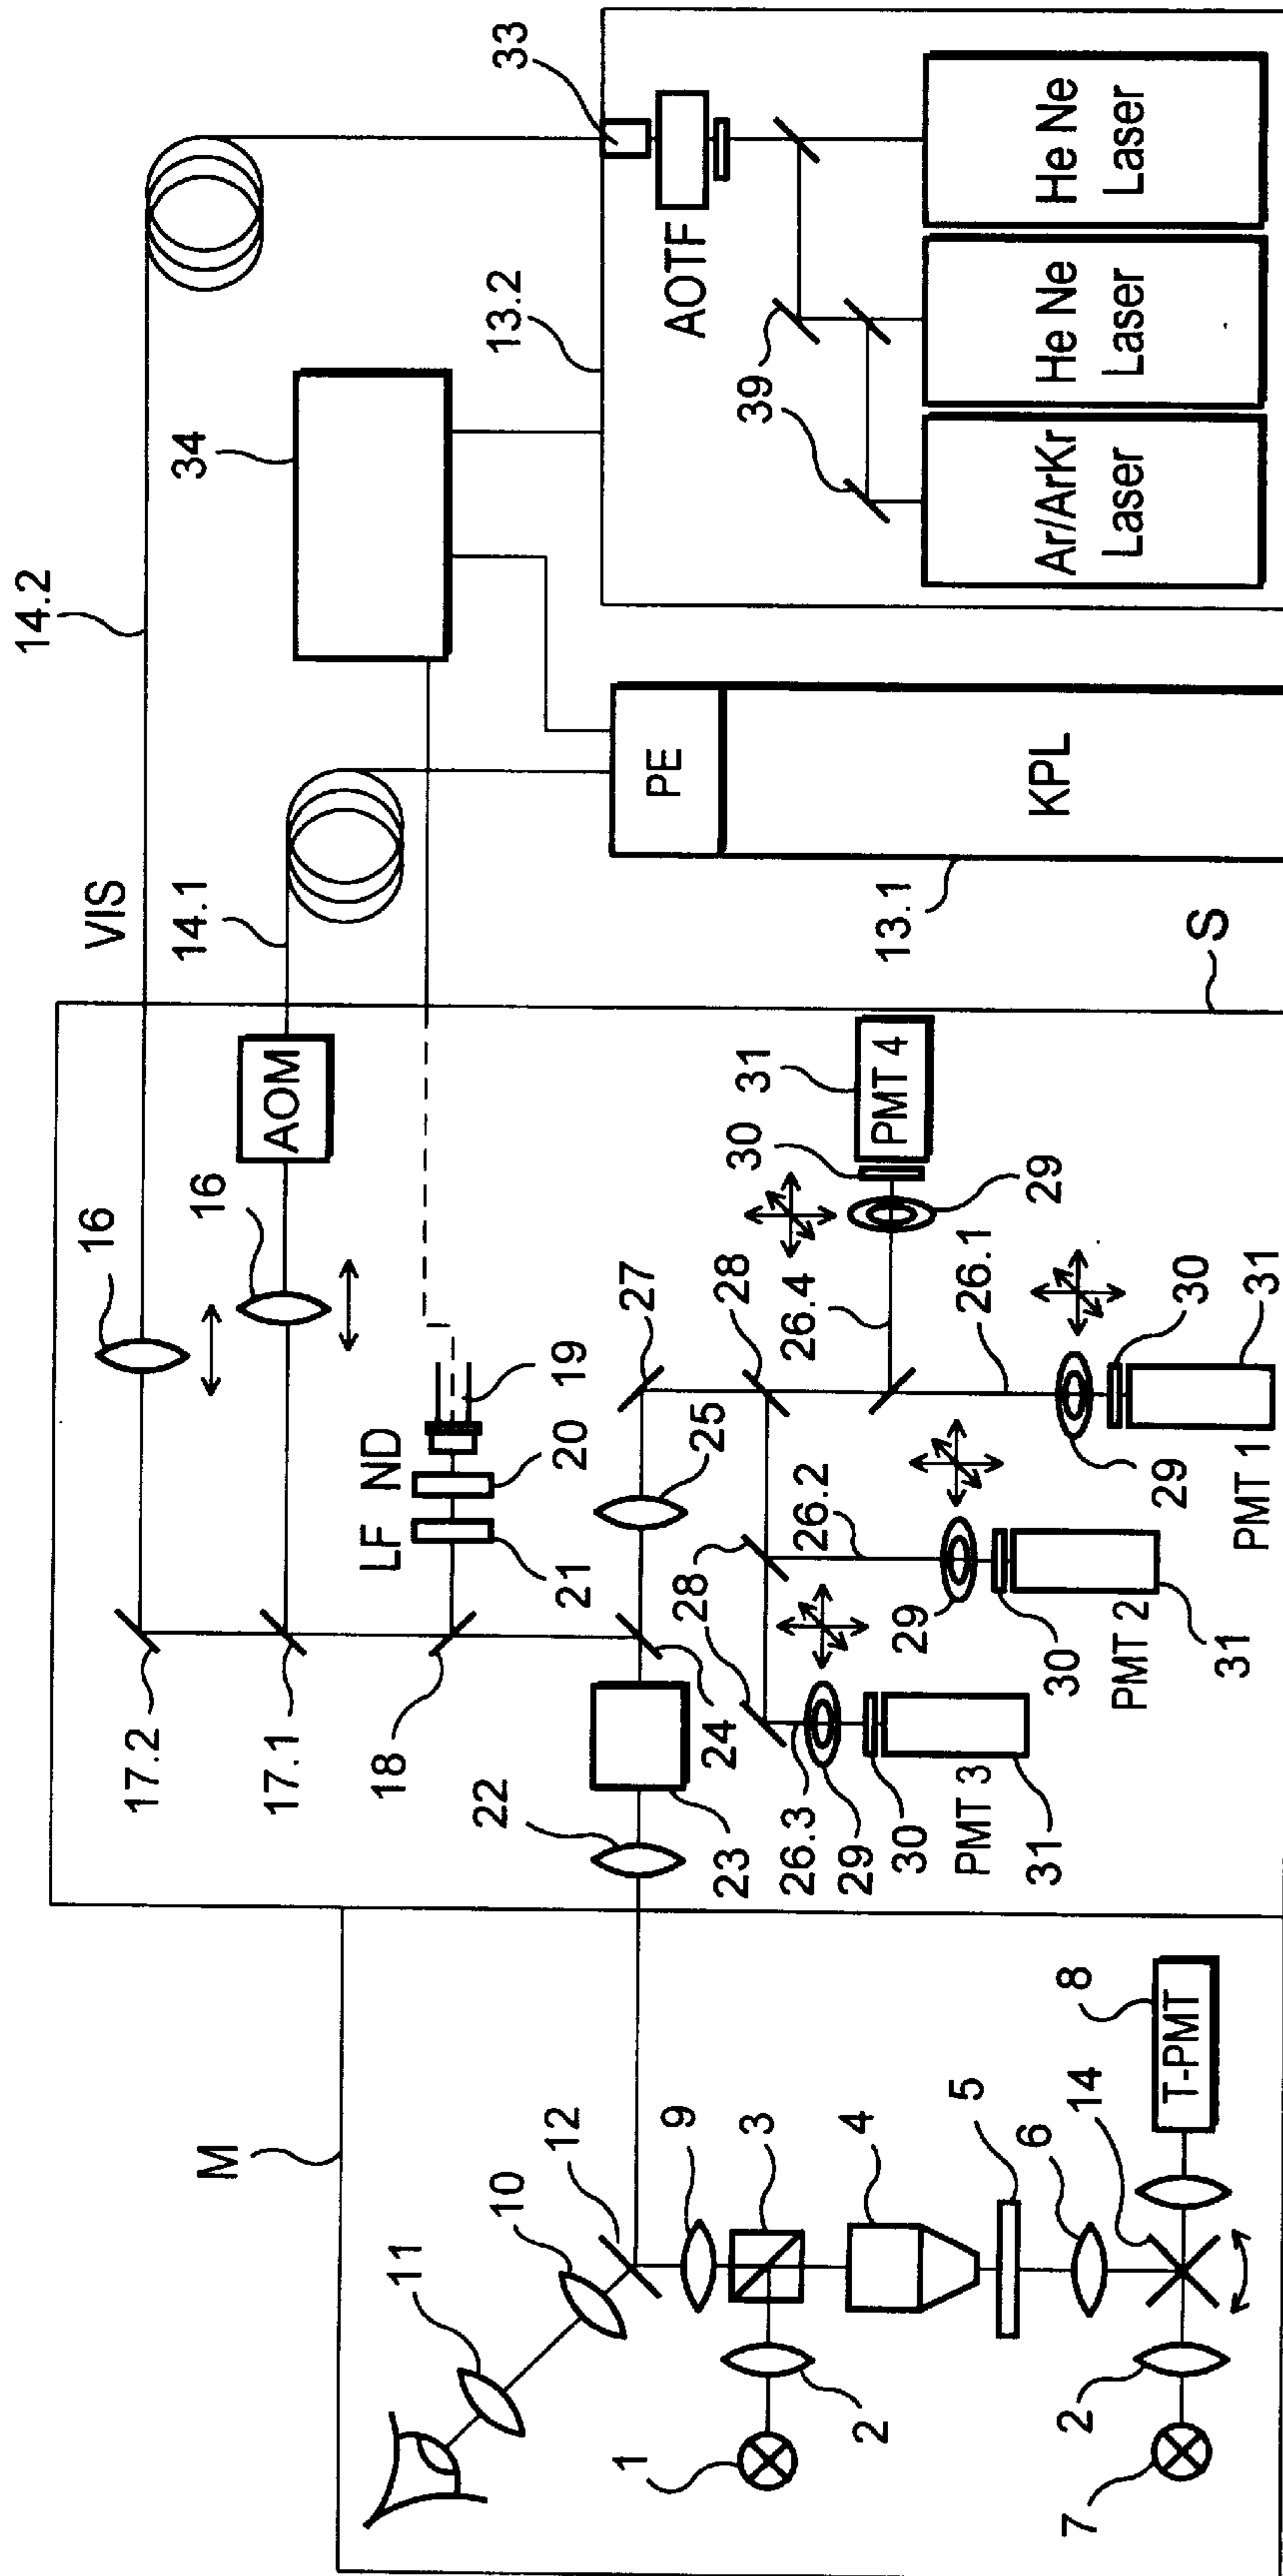 33
14.2
34
13.2
AOTF
He Ne
Laser
39
He Ne
Laser
Ar/ArKr
Laser
VIS
14.1
PE
KPL
13.1
S
AOM
16
16
31
PMT 4
30
29
27
28
26.4
26.1
30
31
19
ND
20
25
LF
21
29
PMT 1
26.2
28
29
30
PMT 2
31
17.2
17.1
18
24
22
23
26.3
29
30
PMT 3
31
M
12
9
3
4
5
14
8
T-PMT
10
6
11
2
1
2
7